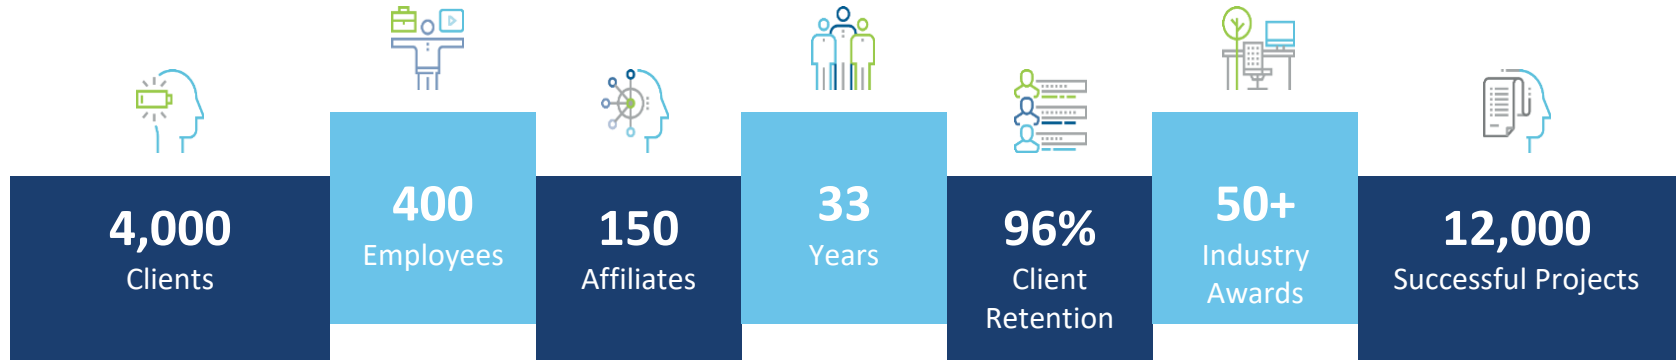 4,000
Clients
400
Employees
150
Affiliates
33
Years
96%
Client
Retention
50+
Industry
Awards
12,000
Successful Projects